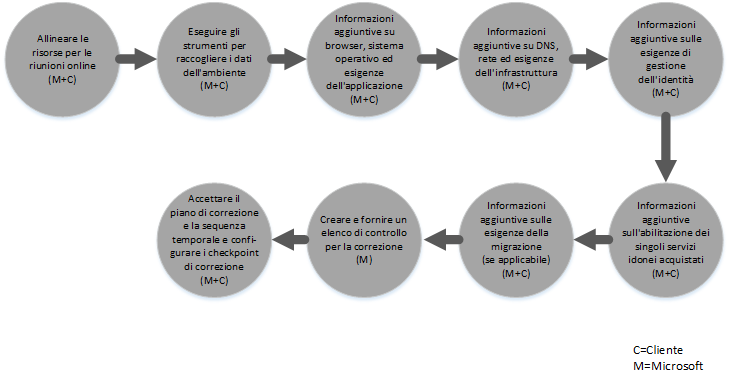 Allineare le
risorse per le
riunioni online
(M+C)
Eseguire gli
strumenti per
raccogliere i dati
dell'ambiente
(M+C)
Informazioni
aggiuntive su
browser, sistema
operativo ed
esigenze
dell'applicazione
(M+C)
Informazioni
aggiuntive su DNS,
rete ed esigenze
dell'infrastruttura
(M+C)
Informazioni
aggiuntive sulle
esigenze di
gestione
dell'identità
(M+C)
Accettare il
piano di correzione
e la sequenza
temporale e confi-
gurare i checkpoint
di correzione
(M+C)
Creare e fornire un
elenco di controllo
per la correzione
(M)
Informazioni
aggiuntive sulle
esigenze della
migrazione
(se applicabile)
(M+C)
Informazioni
aggiuntive
sull'abilitazione dei
singoli servizi
idonei acquistati
(M+C)
C=Cliente
M=Microsoft